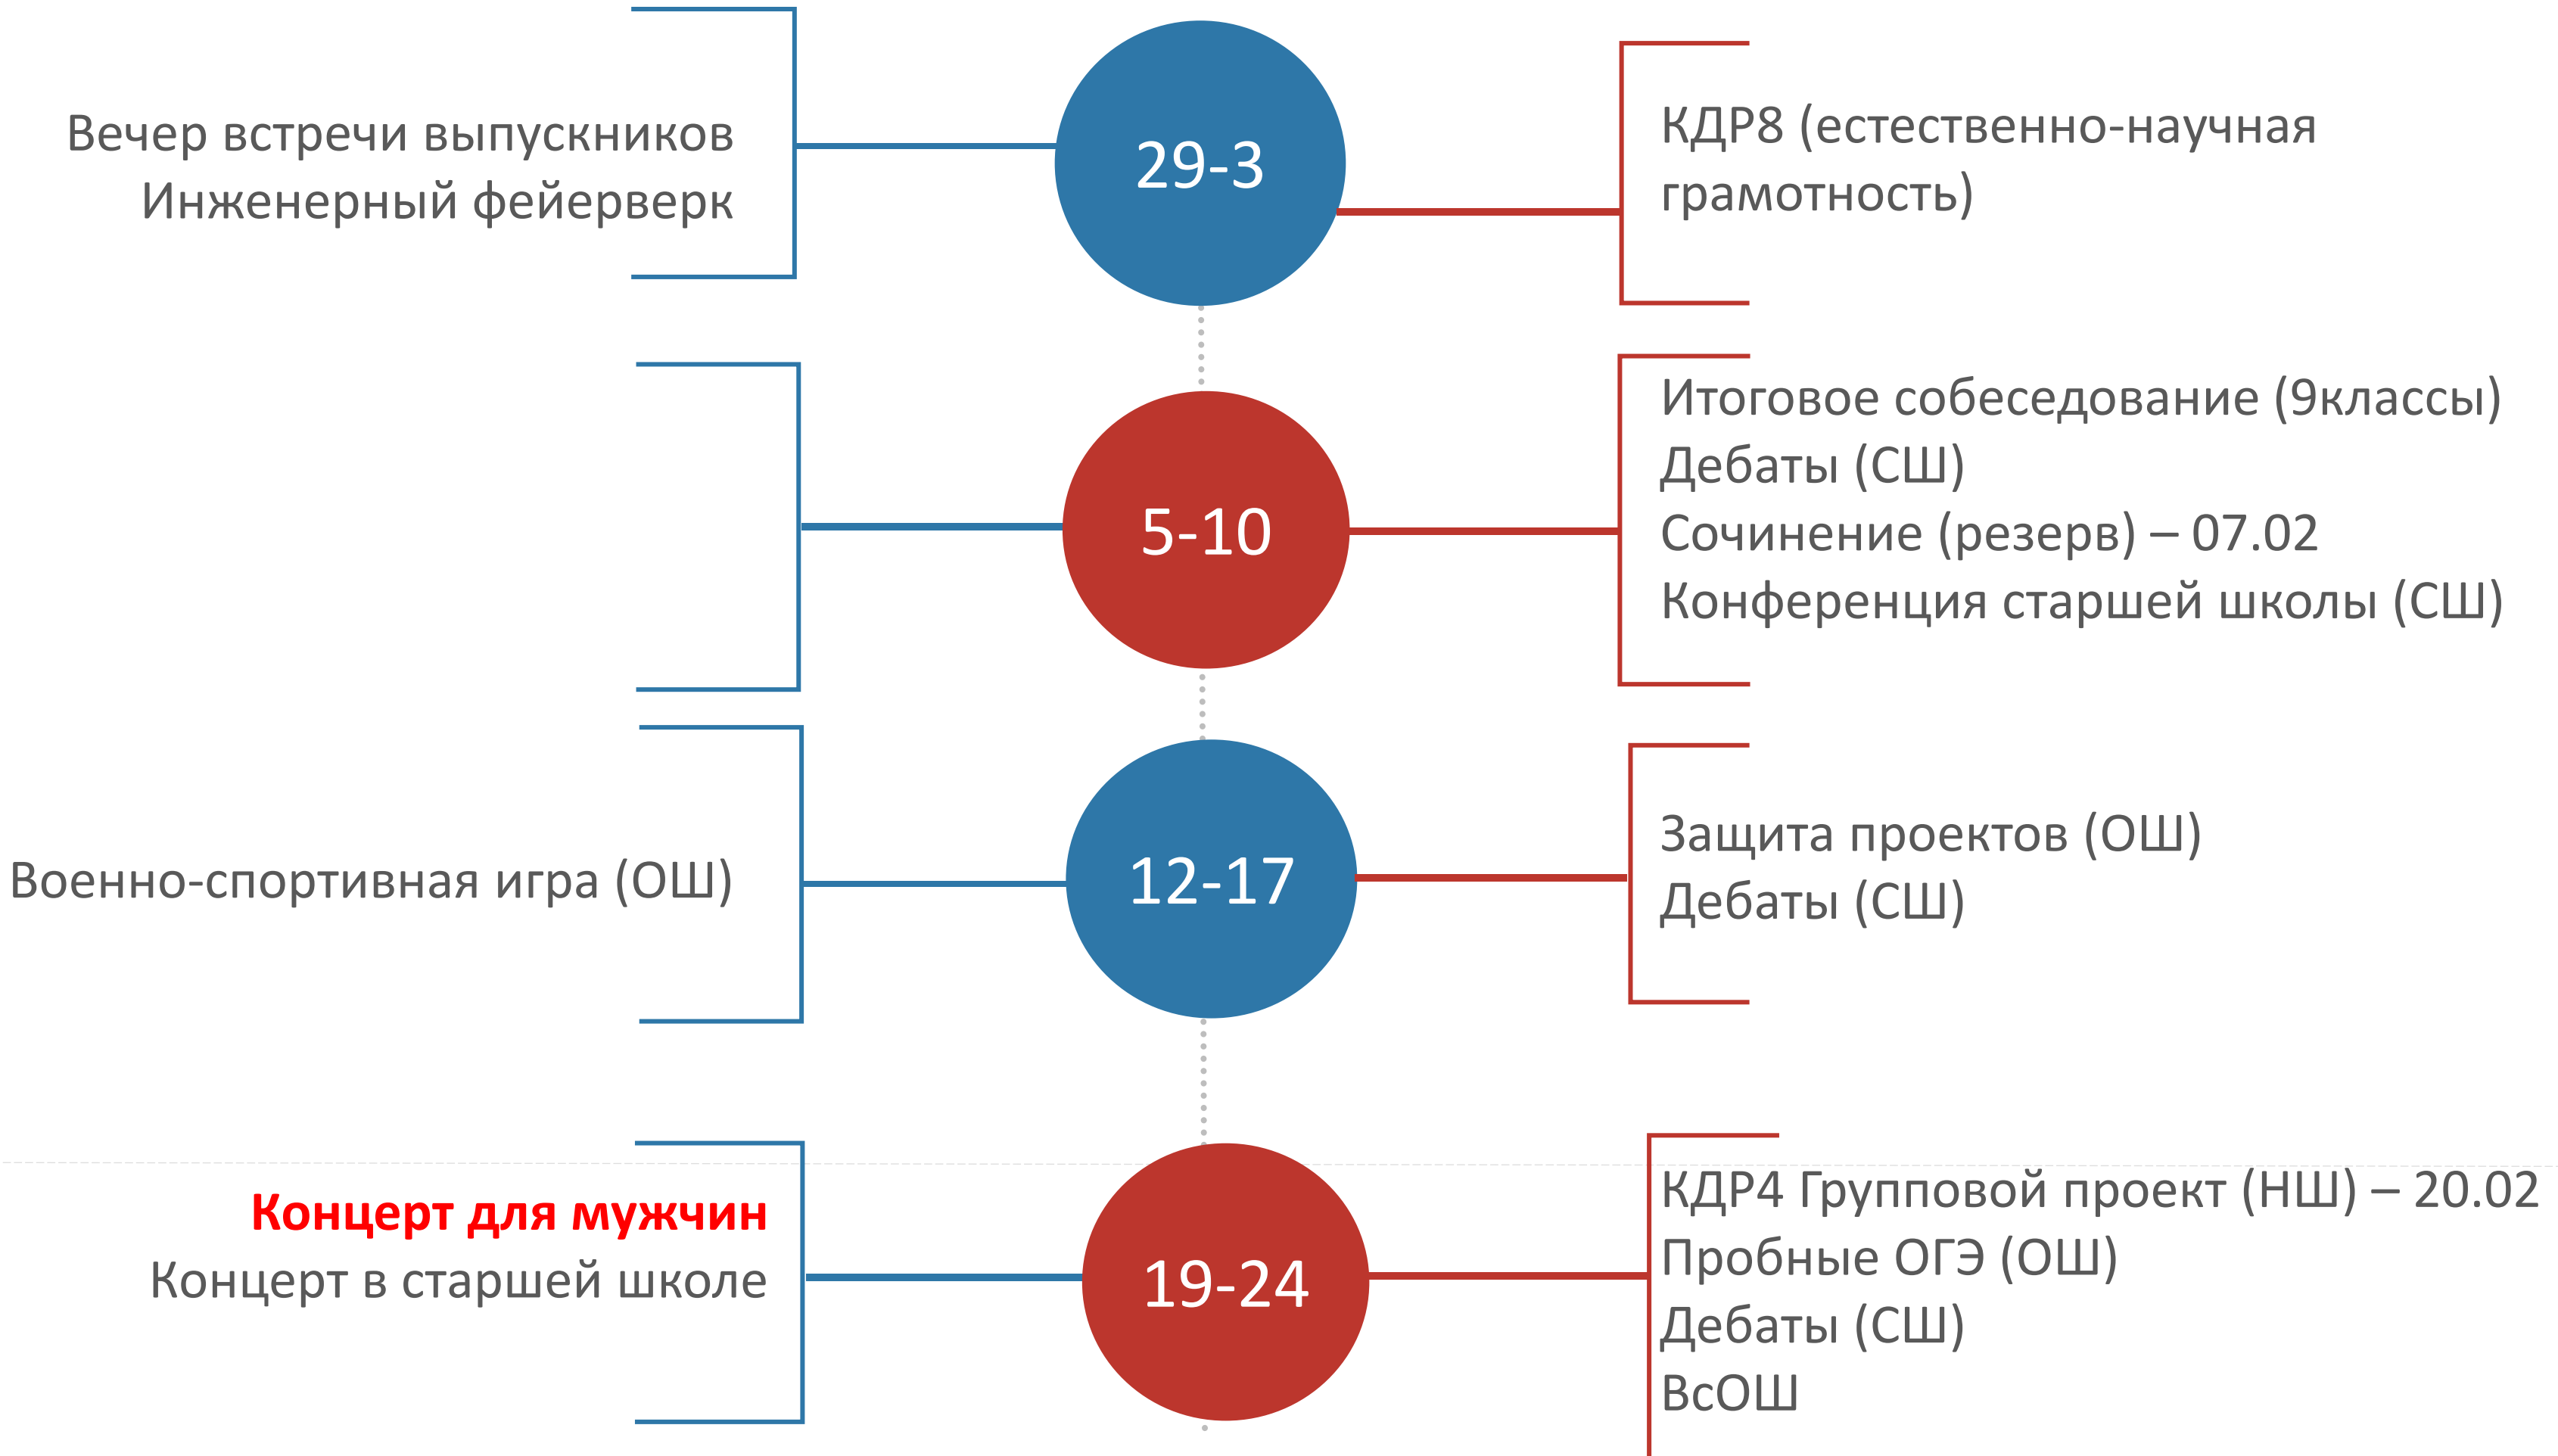 Вечер встречи выпускников
Инженерный фейерверк
29-3
КДР8 (естественно-научная
грамотность)
5-10
Итоговое собеседование (9классы)
Дебаты (СШ)
Сочинение (резерв) – 07.02
Конференция старшей школы (СШ)
Военно-спортивная игра (ОШ)
12-17
Защита проектов (ОШ)
Дебаты (СШ)
Концерт для мужчин
Концерт в старшей школе
19-24
КДР4 Групповой проект (НШ) – 20.02
Пробные ОГЭ (ОШ)
Дебаты (СШ)
ВсОШ